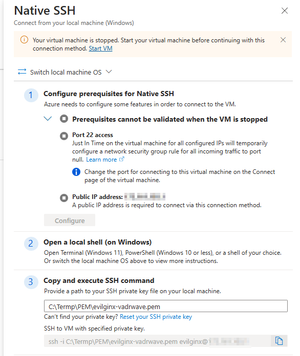 Native SSH
Connect from your local machine (Windows)
Your virtual machine is stopped. Start your virtual machine before continuing with this
connection method. Start VM
Switch local machine OS
1
Configure prerequisites for Native SSH
Azure needs to configure some features in order to connect to the VM.
Prerequisites cannot be validated when the VM is stopped
Port 22 access
Just In Time on the virtual machine for all configured IPs will temporarily
configure a network security group rule for all incoming traffic to port
null. Learn more
Change the port for connecting to this virtual machine on the Connect
page of the virtual machine.
Public IP address:
A public IP address is required to connect via this connection method.
Configure
2
Open a local shell (on Windows)
Open Terminal (Windows 11), PowerShell (Windows 10 or less), or a shell of your choice.
Or switch the local machine OS above to view more instructions.
3
Copy and execute SSH command
Provide a path to your SSH private key file on your local machine.
C:\Termp\PEM\evilginx-vadrwave.pem
Can't find your private key? Reset your SSH private key
SSH to VM with specified private key.
ssh -i C:\Termp\PEM\evilginx-vadrwave.pem